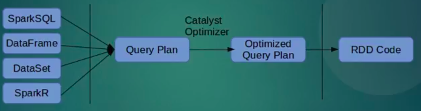 SparkSQL
DataFrame
DataSet
SparkR
Query Plan
Catalyst
Optimizer
Optimized
Query Plan
RDD Code